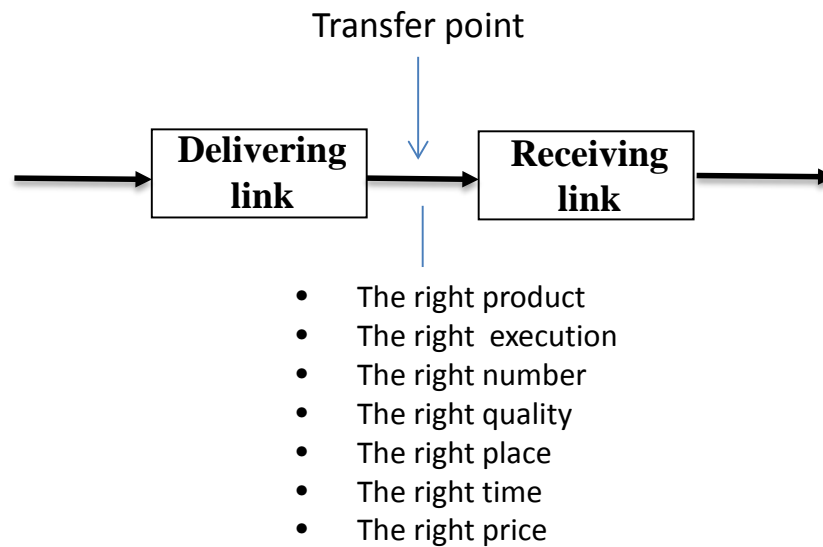 Transfer point
Delivering
link
Receiving
link
• The right product
• The right execution
• The right number
• The right quality
• The right place
• The right time
• The right price